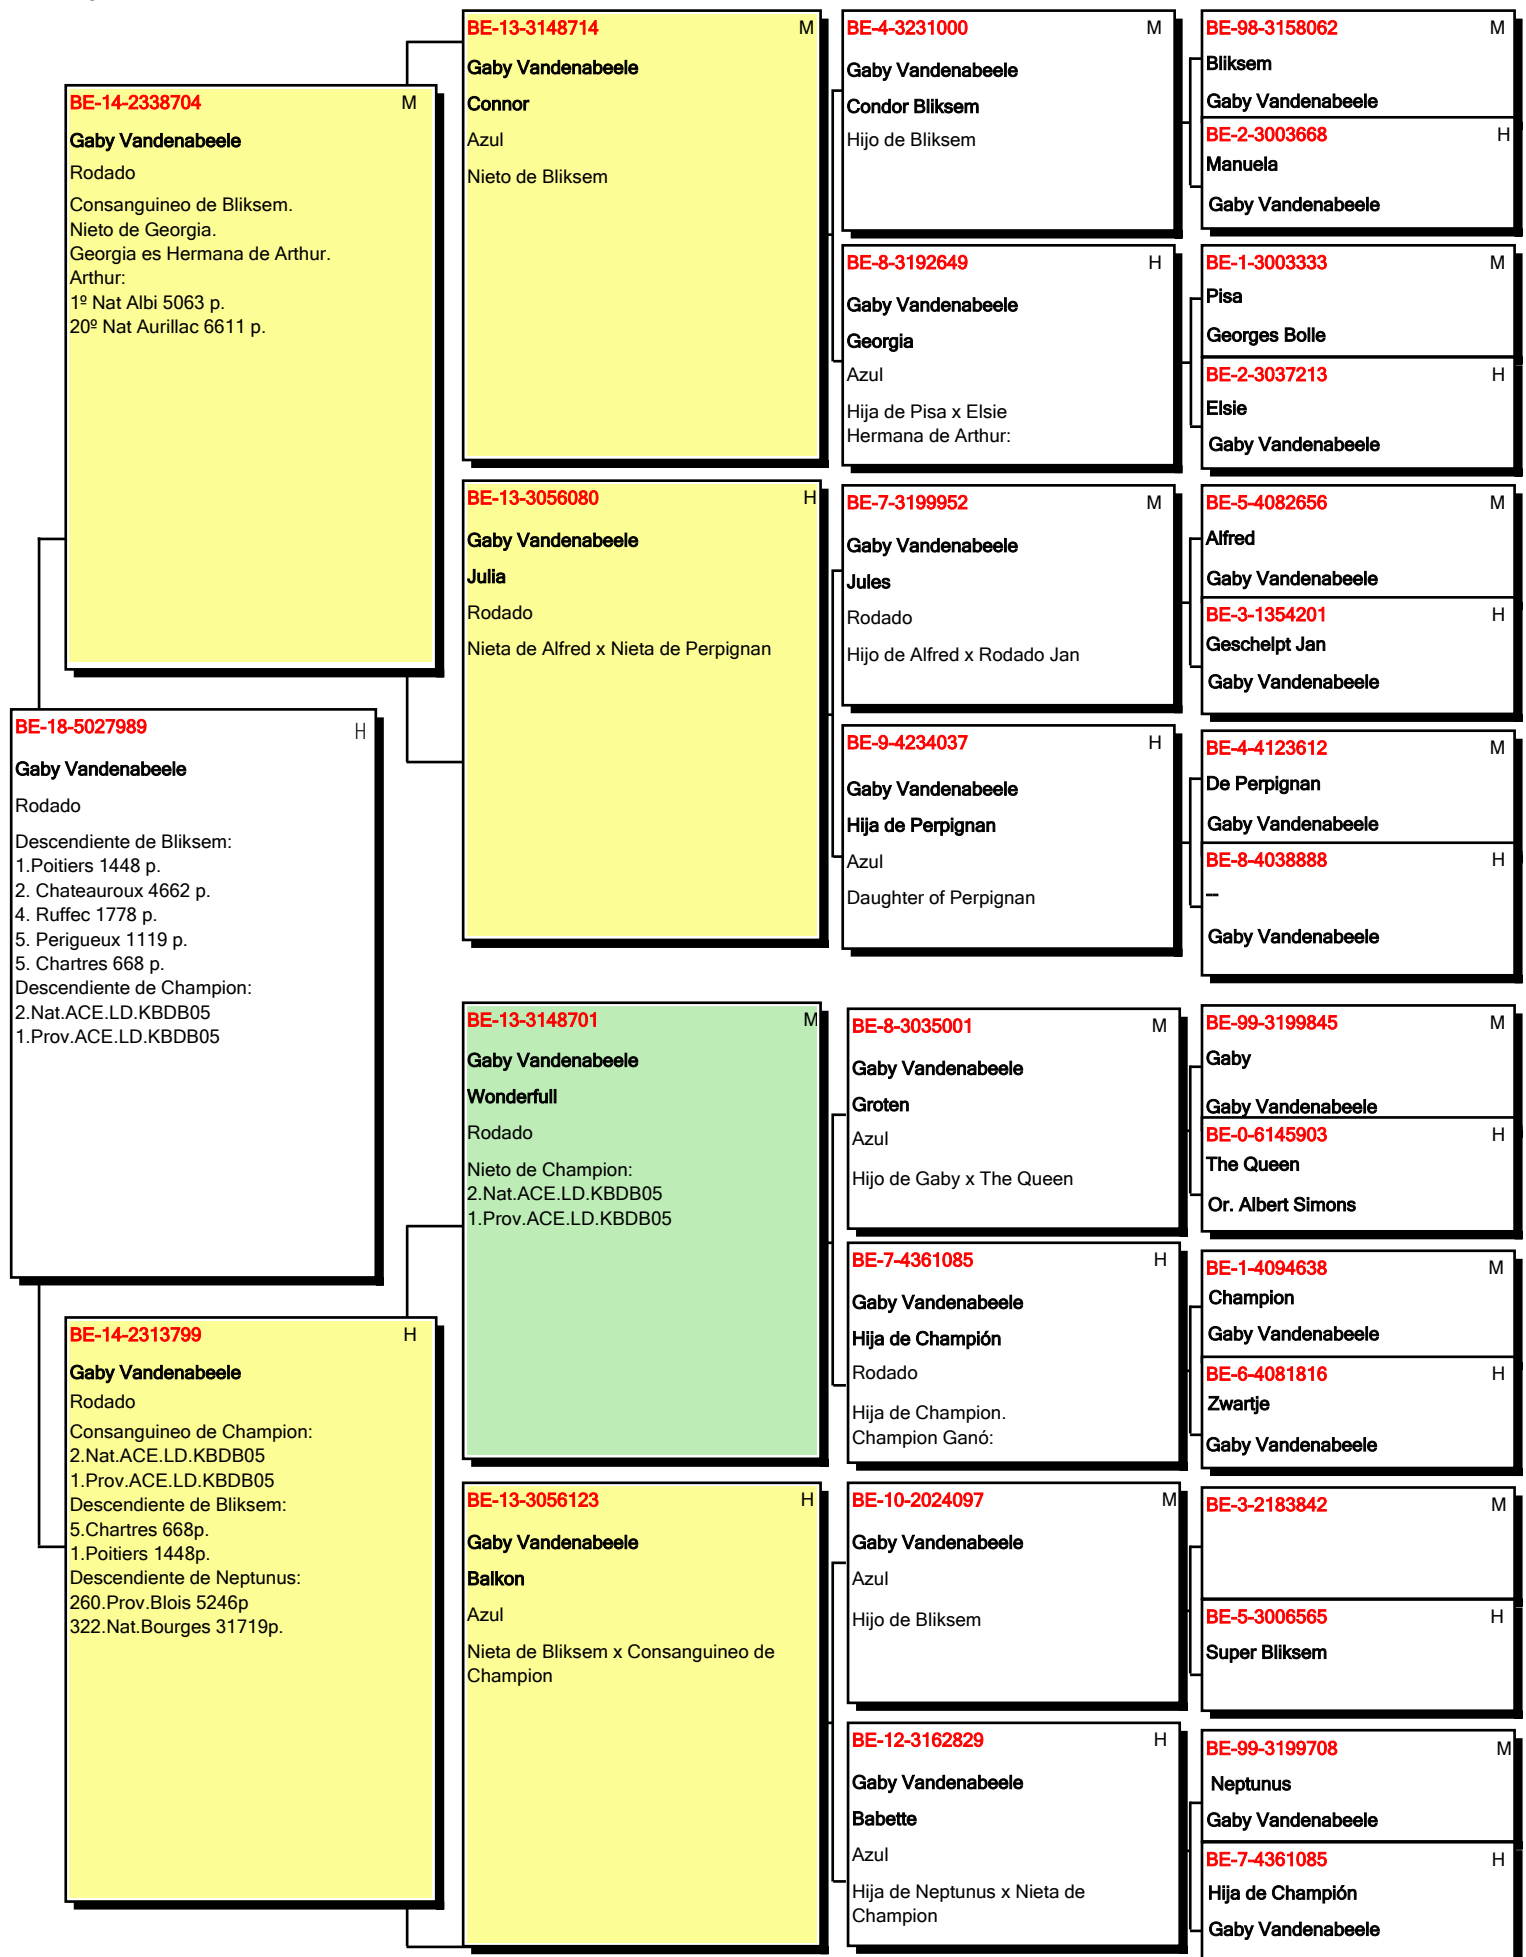 BE-18-5027989 H
Gaby Vandenabeele
Rodado
Descendiente de Bliksem:
1.Poitiers 1448 p.
2. Chateauroux 4662 p.
4. Ruffec 1778 p.
5. Perigueux 1119 p.
5. Chartres 668 p.
Descendiente de Champion:
2.Nat.ACE.LD.KBDB05
1.Prov.ACE.LD.KBDB05
BE-14-2338704 M
Gaby Vandenabeele
Rodado
Consanguineo de Bliksem.
Nieto de Georgia.
Georgia es Hermana de Arthur.
Arthur:
1º Nat Albi 5063 p.
20º Nat Aurillac 6611 p.
BE-14-2313799 H
Gaby Vandenabeele
Rodado
Consanguineo de Champion:
2.Nat.ACE.LD.KBDB05
1.Prov.ACE.LD.KBDB05
Descendiente de Bliksem:
5.Chartres 668p.
1.Poitiers 1448p.
Descendiente de Neptunus:
260.Prov.Blois 5246p
322.Nat.Bourges 31719p.
BE-13-3148714 M
Gaby Vandenabeele
Connor
Azul
Nieto de Bliksem
BE-13-3056080 H
Gaby Vandenabeele
Julia
Rodado
Nieta de Alfred x Nieta de Perpignan
BE-13-3148701 M
Gaby Vandenabeele
Wonderfull
Rodado
Nieto de Champion:
2.Nat.ACE.LD.KBDB05
1.Prov.ACE.LD.KBDB05
BE-13-3056123 H
Gaby Vandenabeele
Balkon
Azul
Nieta de Bliksem x Consanguineo de
Champion
BE-4-3231000 M
Gaby Vandenabeele
Condor Bliksem
Hijo de Bliksem
BE-8-3192649 H
Gaby Vandenabeele
Georgia
Azul
Hija de Pisa x Elsie
Hermana de Arthur:
BE-7-3199952 M
Gaby Vandenabeele
Jules
Rodado
Hijo de Alfred x Rodado Jan
BE-9-4234037 H
Gaby Vandenabeele
Hija de Perpignan
Azul
Daughter of Perpignan
BE-8-3035001 M
Gaby Vandenabeele
Groten
Azul
Hijo de Gaby x The Queen
BE-7-4361085 H
Gaby Vandenabeele
Hija de Champión
Rodado
Hija de Champion.
Champion Ganó:
BE-10-2024097 M
Gaby Vandenabeele
Azul
Hijo de Bliksem
BE-12-3162829 H
Gaby Vandenabeele
Babette
Azul
Hija de Neptunus x Nieta de
Champion
BE-98-3158062 M
Bliksem
Gaby Vandenabeele
BE-2-3003668 H
Manuela
Gaby Vandenabeele
BE-1-3003333 M
Pisa
Georges Bolle
BE-2-3037213 H
Elsie
Gaby Vandenabeele
BE-5-4082656 M
Alfred
Gaby Vandenabeele
BE-3-1354201 H
Geschelpt Jan
Gaby Vandenabeele
BE-4-4123612 M
De Perpignan
Gaby Vandenabeele
BE-8-4038888 H
--
Gaby Vandenabeele
BE-99-3199845 M
Gaby
Gaby Vandenabeele
BE-0-6145903 H
The Queen
Or. Albert Simons
BE-1-4094638 M
Champion
Gaby Vandenabeele
BE-6-4081816 H
Zwartje
Gaby Vandenabeele
BE-3-2183842 M
BE-5-3006565 H
Super Bliksem
BE-99-3199708 M
Neptunus
Gaby Vandenabeele
BE-7-4361085 H
Hija de Champión
Gaby Vandenabeele